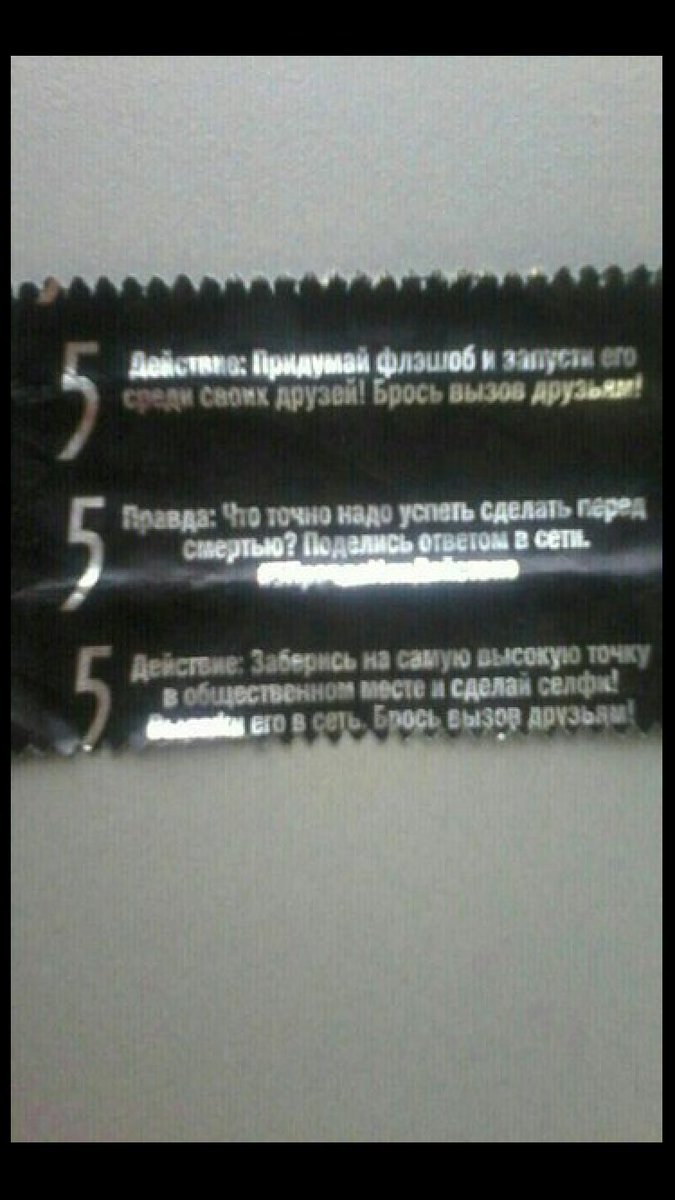 5
Действие: Придумай флэшоб и запусти его
среди своих друзей! Брось вызов друзьям!
5
Правда: Что точно надо успеть сделать перед
смертью? Поделись ответом в сети.
5
Действие: Заберись на самую высокую точку
в общественном месте и сделай селфи!
его в сеть. Брось вызов друзьям!